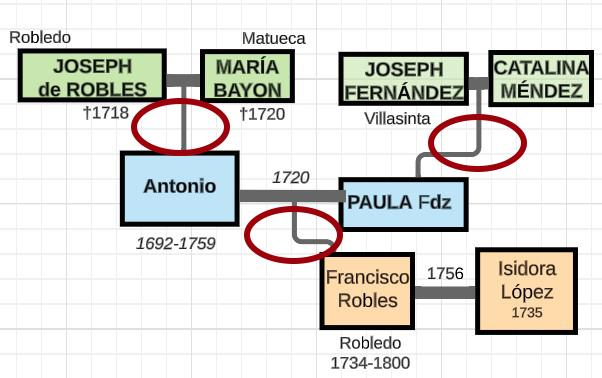 Robledo
Matueca
JOSEPH
de ROBLES
MARÍA
BAYON
JOSEPH
FERNÁNDEZ
CATALINA
MÉNDEZ
†1718
†1720
Villasinta
Antonio
1720
PAULA Fdz
1692-1759
Francisco
Robles
1756
Isidora
López
1735
Robledo
1734-1800